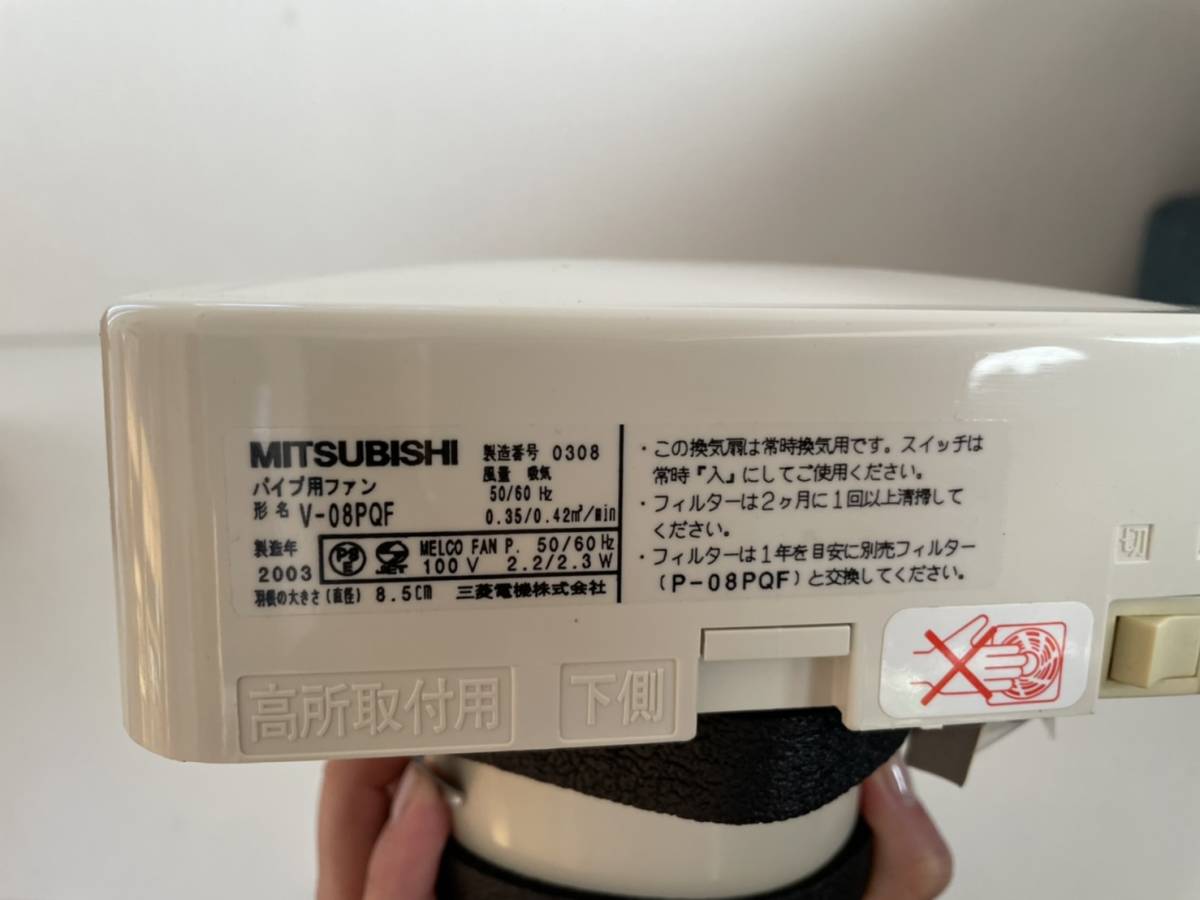 MITSUBISHI
パイプ用ファン
形名 V-08PQF
製造番号 0308
風量 吸気
50/60 Hz
0.35/0.42m³/min
製造年
2003
PS
E
JET
MELCO FAN P. 50/60Hz
100 V 2.2/2.3 W
羽根の大きさ(直径) 8.5cm 三菱電機株式会社
・この換気扇は常時換気用です。スイッチは
常時『入』にしてご使用ください。
・フィルターは2ヶ月に1回以上清掃して
ください。
・フィルターは1年を目安に別売フィルター
(P-08PQF)と交換してください。
切
高所取付用
下側